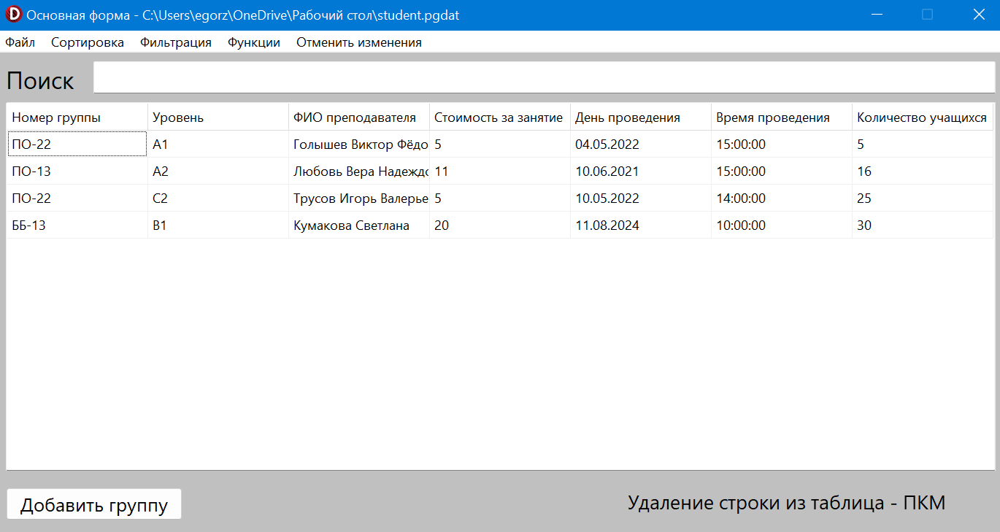 Основная форма - C:\Users\egorz\OneDrive\Рабочий стол\student.pgdat
Файл Сортировка Фильтрация Функции Отменить изменения
Поиск
Номер группы Уровень ФИО преподавателя Стоимость за занятие День проведения Время проведения Количество учащихся
ПО-22 A1 Голышев Виктор Фёдо 5 04.05.2022 15:00:00 5
ПО-13 A2 Любовь Вера Надежд 11 10.06.2021 15:00:00 16
ПО-22 C2 Трусов Игорь Валерье 5 10.05.2022 14:00:00 25
ББ-13 B1 Кумакова Светлана 20 11.08.2024 10:00:00 30
Добавить группу
Удаление строки из таблица - ПКМ